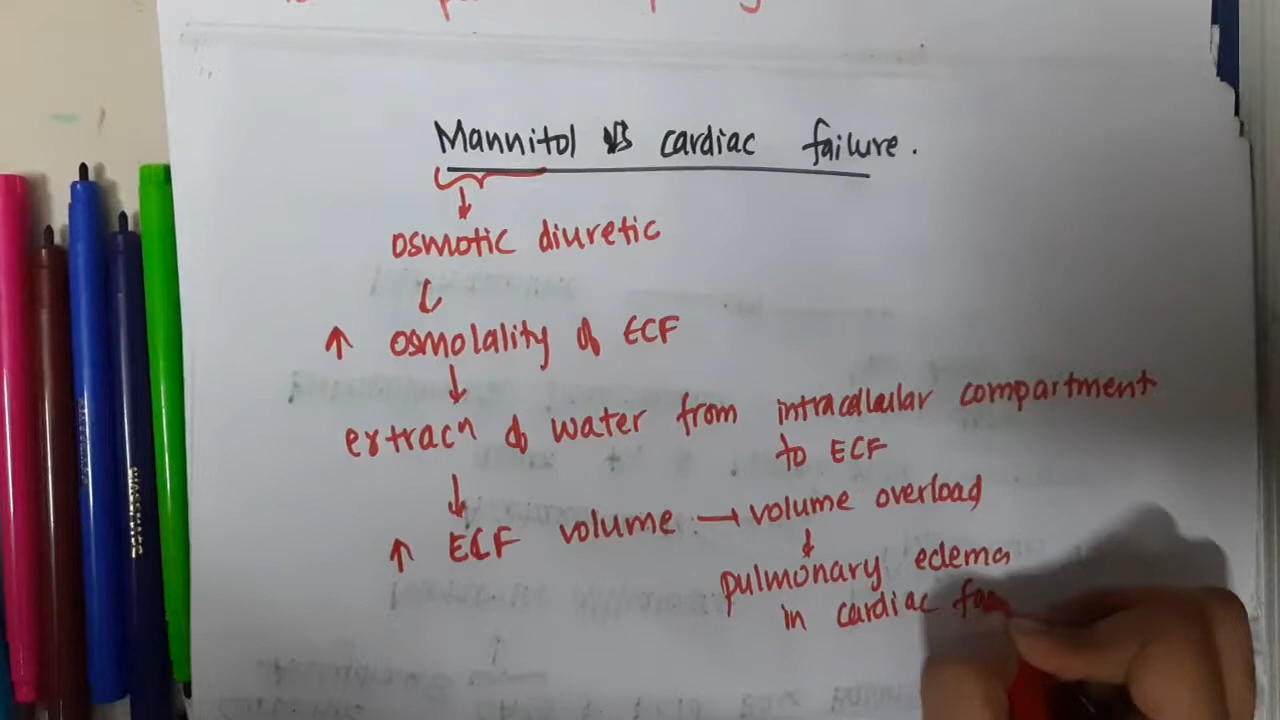 Mannitol vs cardiac failure.
↓
osmotic diuretic
↑ osmolality of ECF
↓
extracⁿ of water from intracellular compartment
to ECF
↓
↑ ECF volume → volume overload
↓
pulmonary edema
in cardiac